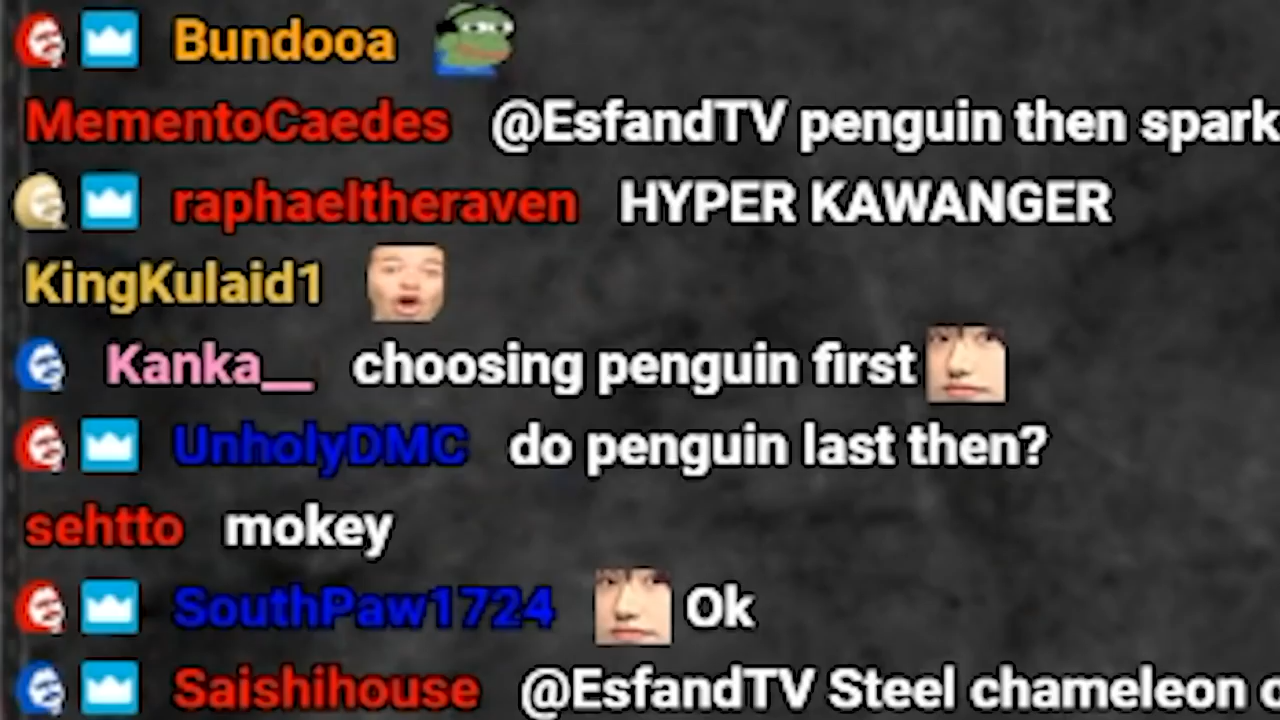 Bundooa
MementoCaedes @EsfandTV penguin then spark
raphaeltheraven HYPER KAWANGER
KingKulaid1
Kanka__ choosing penguin first
UnholyDMC do penguin last then?
sehtto mokey
SouthPaw1724 Ok
Saishihouse @EsfandTV Steel chameleon